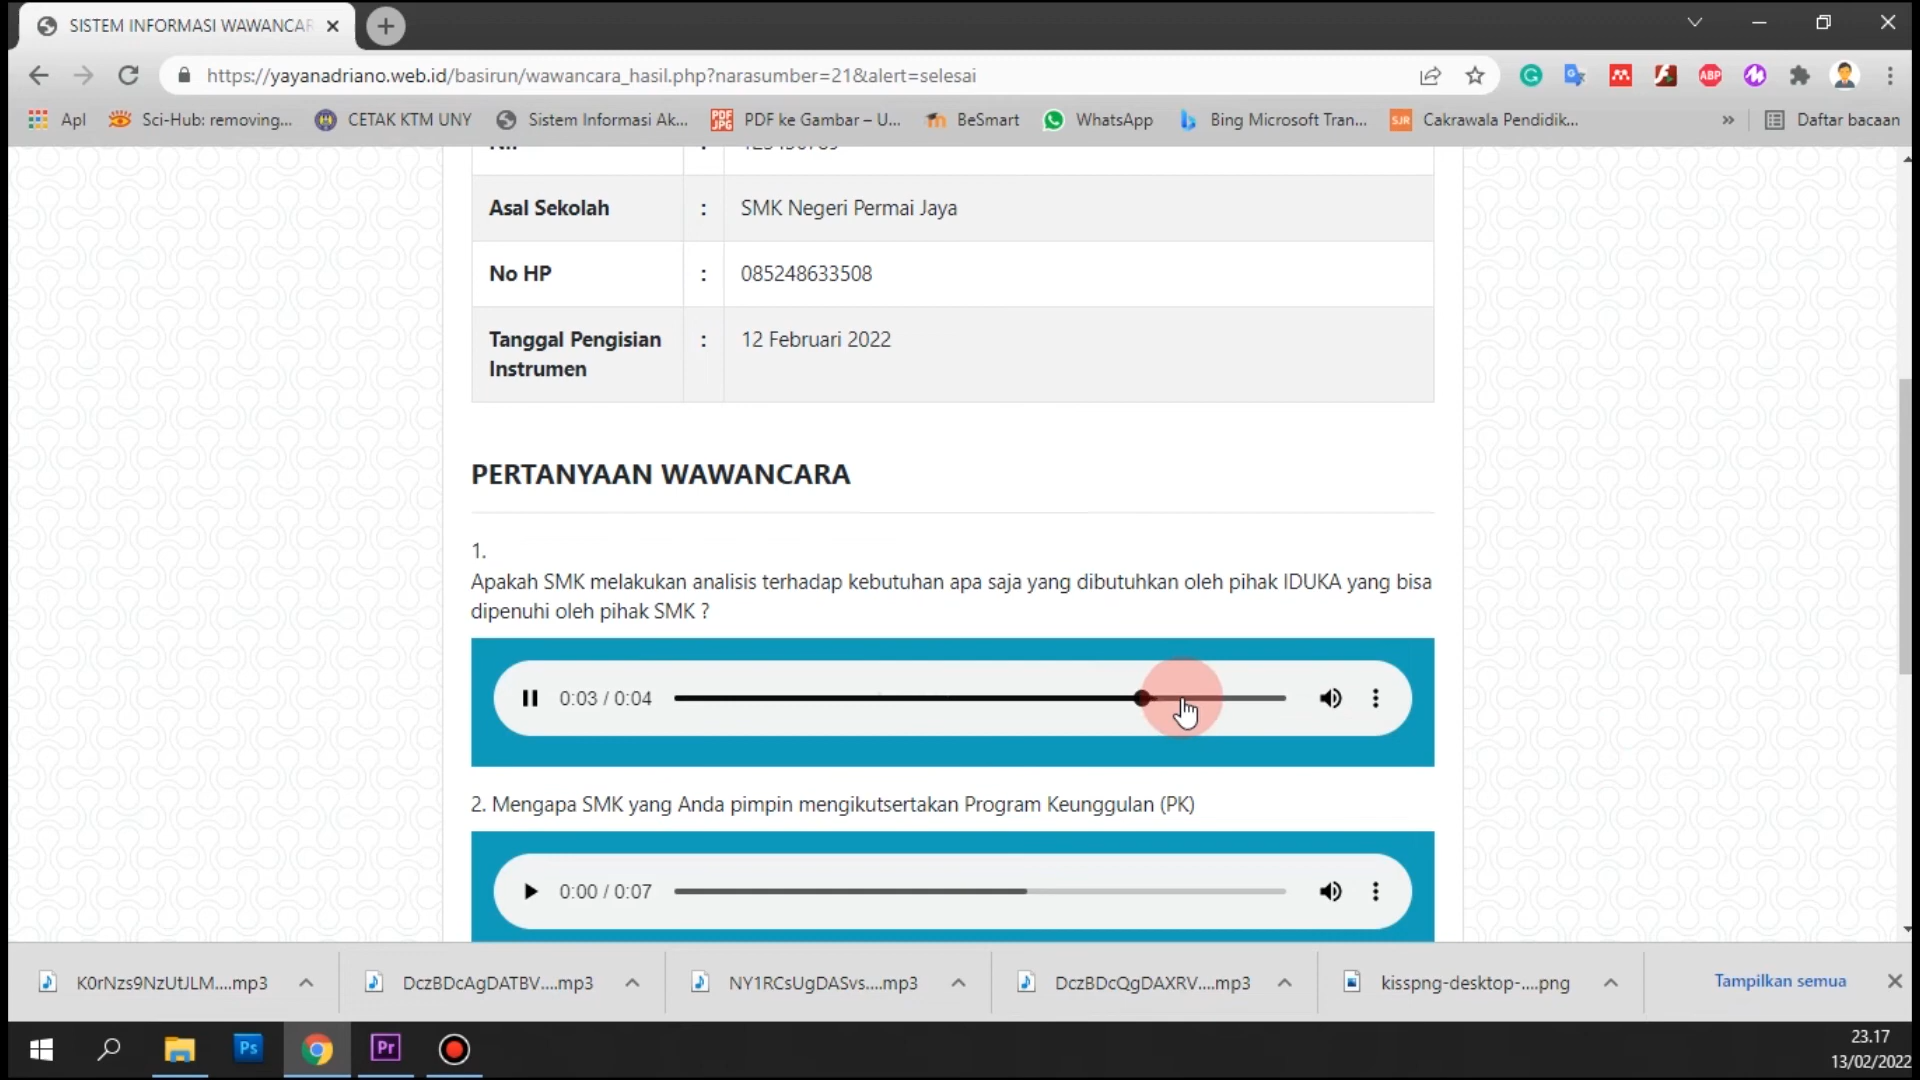 SISTEM INFORMASI WAWANCAR
https://yayanadriano.web.id/basirun/wawancara_hasil.php?narasumber=21&alert=selesai
Apl Sci-Hub: removing... CETAK KTM UNY Sistem Informasi Ak... PDF ke Gambar – U... BeSmart WhatsApp Bing Microsoft Tran... Cakrawala Pendidik... » Daftar bacaan
Asal Sekolah : SMK Negeri Permai Jaya
No HP : 085248633508
Tanggal Pengisian : 12 Februari 2022
Instrumen
PERTANYAAN WAWANCARA
1.
Apakah SMK melakukan analisis terhadap kebutuhan apa saja yang dibutuhkan oleh pihak IDUKA yang bisa
dipenuhi oleh pihak SMK ?
0:03 / 0:04
2. Mengapa SMK yang Anda pimpin mengikutsertakan Program Keunggulan (PK)
0:00 / 0:07
K0rNzs9NzUtJLM....mp3 DczBDcAgDATBV....mp3 NY1RCsUgDASvs....mp3 DczBDcQgDAXRV....mp3 kisspng-desktop-....png Tampilkan semua
Ps Pr
23.17
13/02/2022